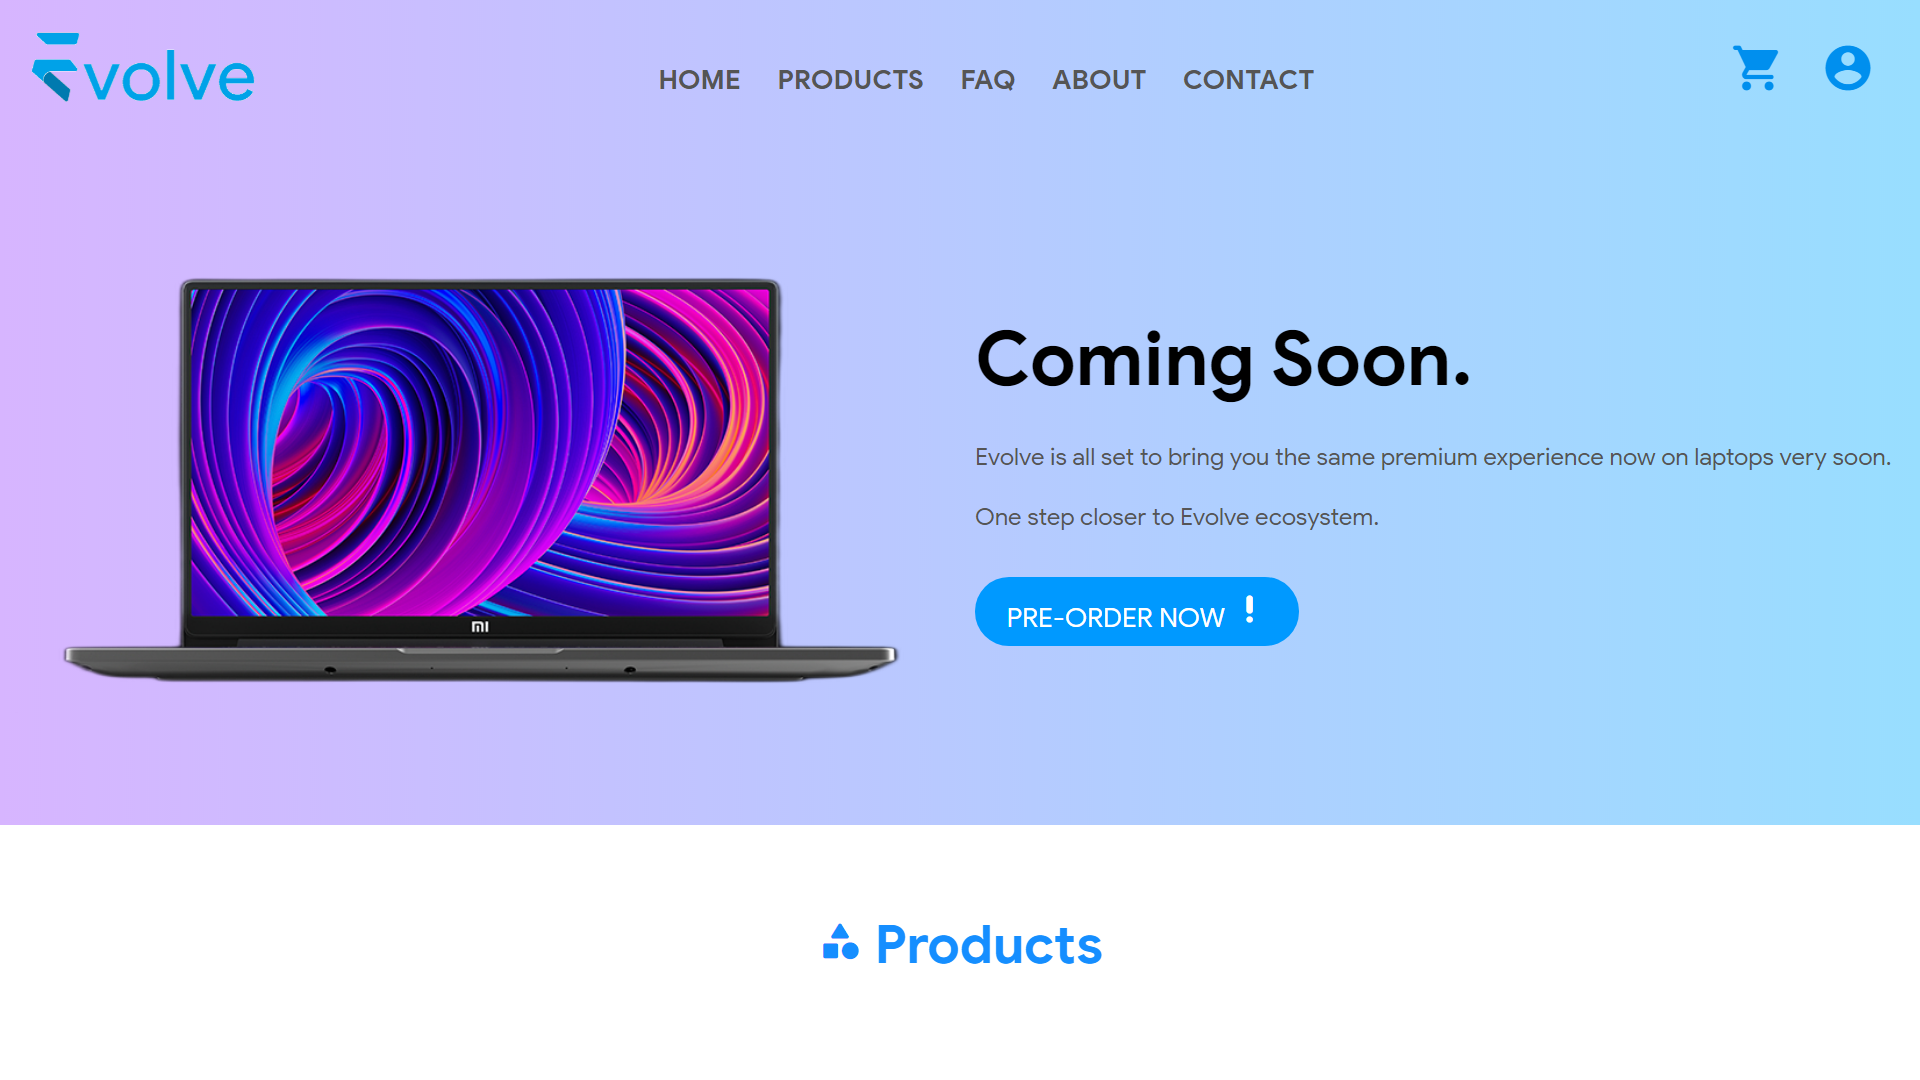 Evolve
HOME PRODUCTS FAQ ABOUT CONTACT
Coming Soon.
Evolve is all set to bring you the same premium experience now on laptops very soon.
One step closer to Evolve ecosystem.
PRE-ORDER NOW !
mi
Products